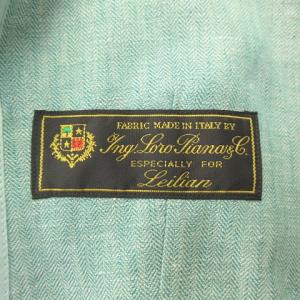 FABRIC MADE IN ITALY BY
Ing. Loro Piana & C.
ESPECIALLY FOR
Leilian